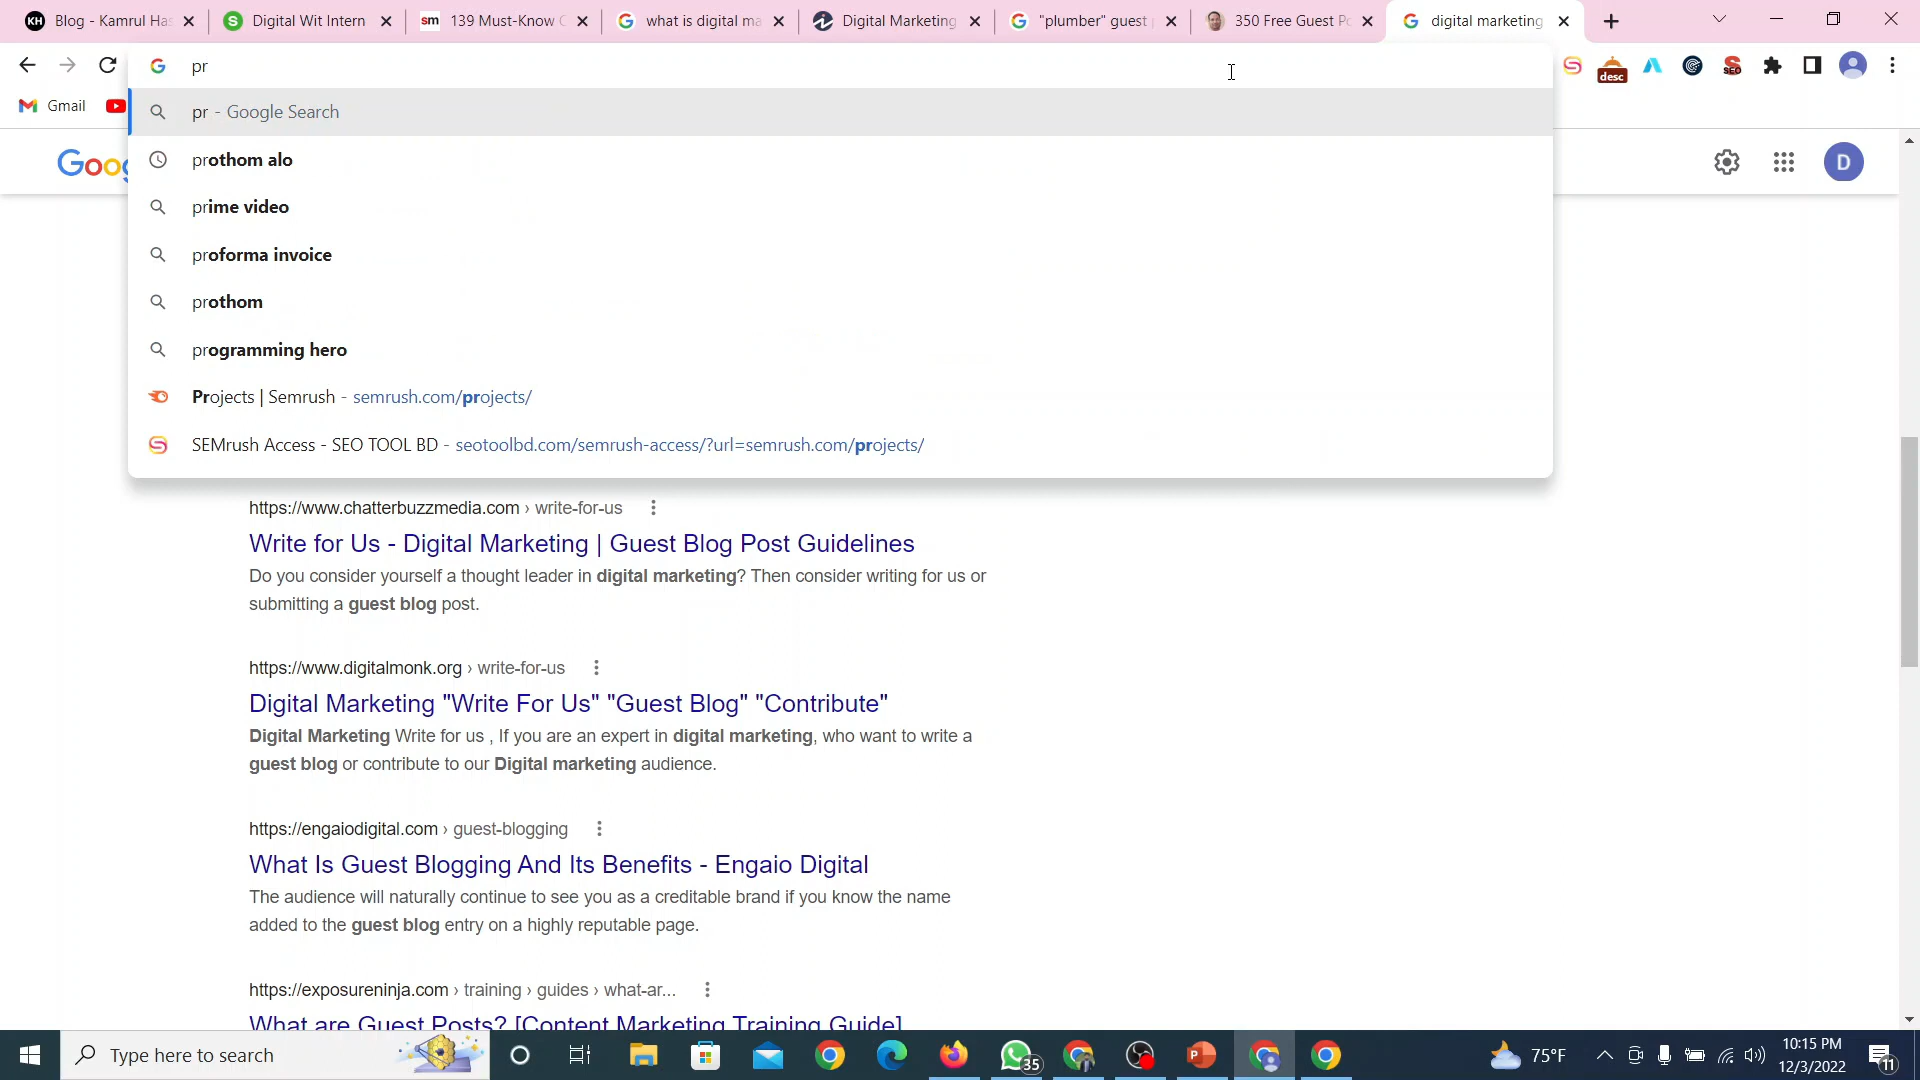 Blog - Kamrul Has
Digital Wit Intern
139 Must-Know
what is digital ma
Digital Marketing
"plumber" guest
350 Free Guest Po
digital marketing
pr
desc
SEO
Gmail
pr - Google Search
prothom alo
prime video
proforma invoice
prothom
programming hero
Projects | Semrush - semrush.com/projects/
SEMrush Access - SEO TOOL BD - seotoolbd.com/semrush-access/?url=semrush.com/projects/
Goog
D
https://www.chatterbuzzmedia.com › write-for-us
Write for Us - Digital Marketing | Guest Blog Post Guidelines
Do you consider yourself a thought leader in digital marketing? Then consider writing for us or
submitting a guest blog post.
https://www.digitalmonk.org › write-for-us
Digital Marketing "Write For Us" "Guest Blog" "Contribute"
Digital Marketing Write for us , If you are an expert in digital marketing, who want to write a
guest blog or contribute to our Digital marketing audience.
https://engaiodigital.com › guest-blogging
What Is Guest Blogging And Its Benefits - Engaio Digital
The audience will naturally continue to see you as a creditable brand if you know the name
added to the guest blog entry on a highly reputable page.
https://exposureninja.com › training › guides › what-ar...
What are Guest Posts? [Content Marketing Training Guide]
Type here to search
35
75°F
10:15 PM
12/3/2022
11